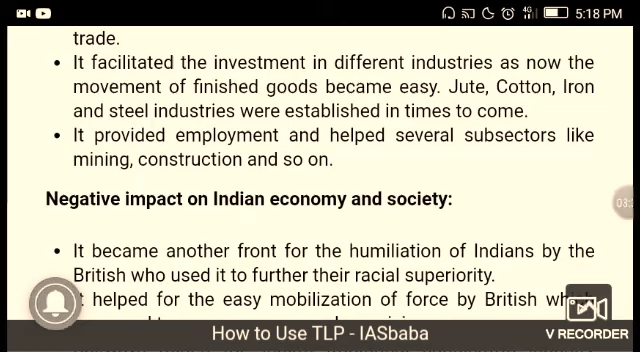 4G 5:18 PM
trade.
• It facilitated the investment in different industries as now the
movement of finished goods became easy. Jute, Cotton, Iron
and steel industries were established in times to come.
• It provided employment and helped several subsectors like
mining, construction and so on.
Negative impact on Indian economy and society:
03:
• It became another front for the humiliation of Indians by the
British who used it to further their racial superiority.
helped for the easy mobilization of force by British
How to Use TLP - IASbaba
V RECORDER